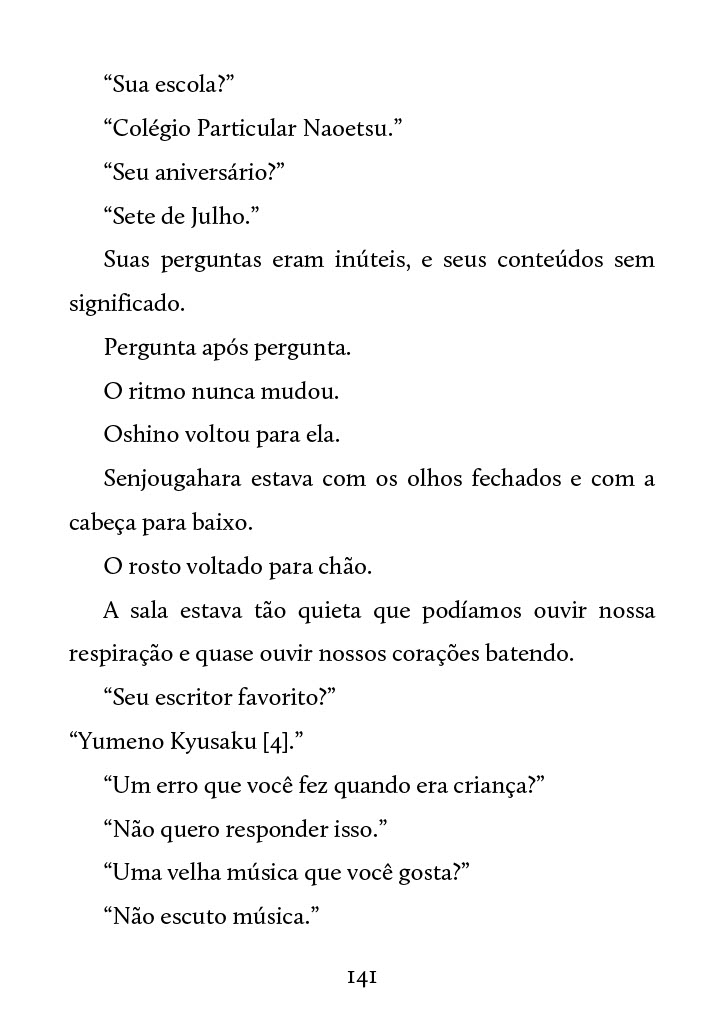 “Sua escola?”
“Colégio Particular Naoetsu.”
“Seu aniversário?”
“Sete de Julho.”
Suas perguntas eram inúteis, e seus conteúdos sem
significado.
Pergunta após pergunta.
O ritmo nunca mudou.
Oshino voltou para ela.
Senjougahara estava com os olhos fechados e com a
cabeça para baixo.
O rosto voltado para chão.
A sala estava tão quieta que podíamos ouvir nossa
respiração e quase ouvir nossos corações batendo.
“Seu escritor favorito?”
“Yumeno Kyusaku [4].”
“Um erro que você fez quando era criança?”
“Não quero responder isso.”
“Uma velha música que você gosta?”
“Não escuto música.”
141